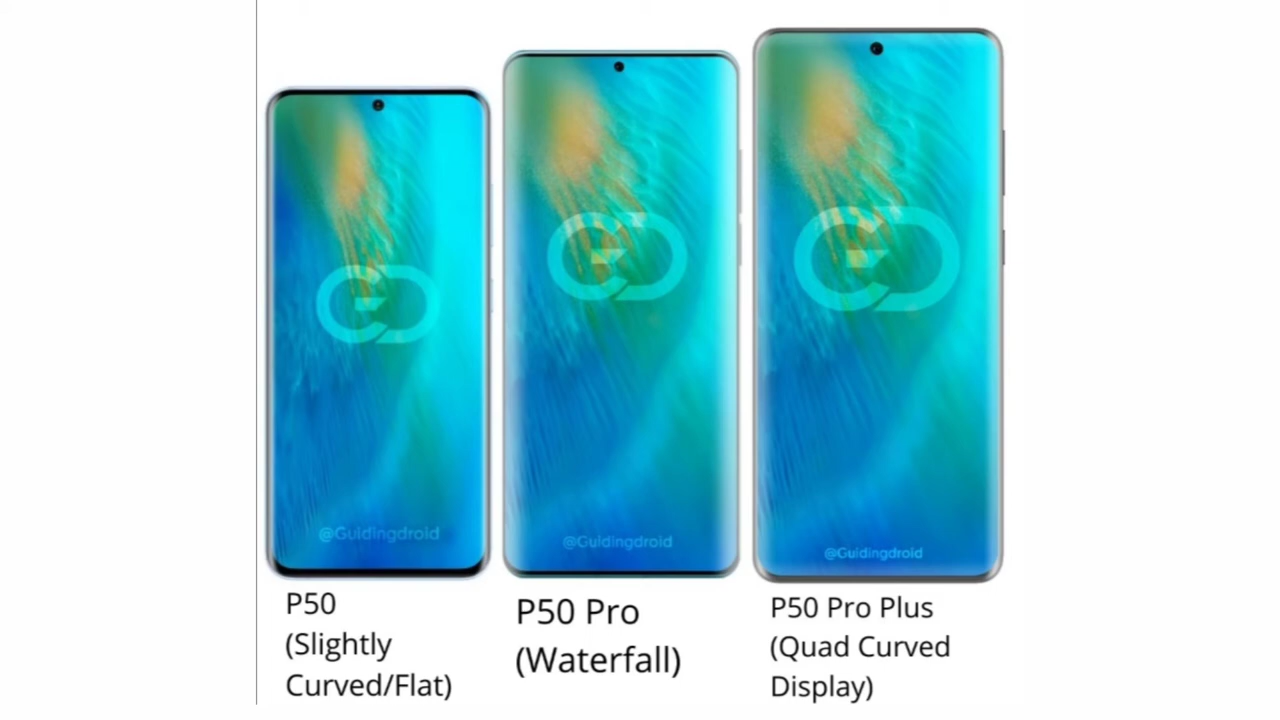 @Guidingdroid
@Guidingdroid
@Guidingdroid
P50
(Slightly
Curved/Flat)
P50 Pro
(Waterfall)
P50 Pro Plus
(Quad Curved
Display)